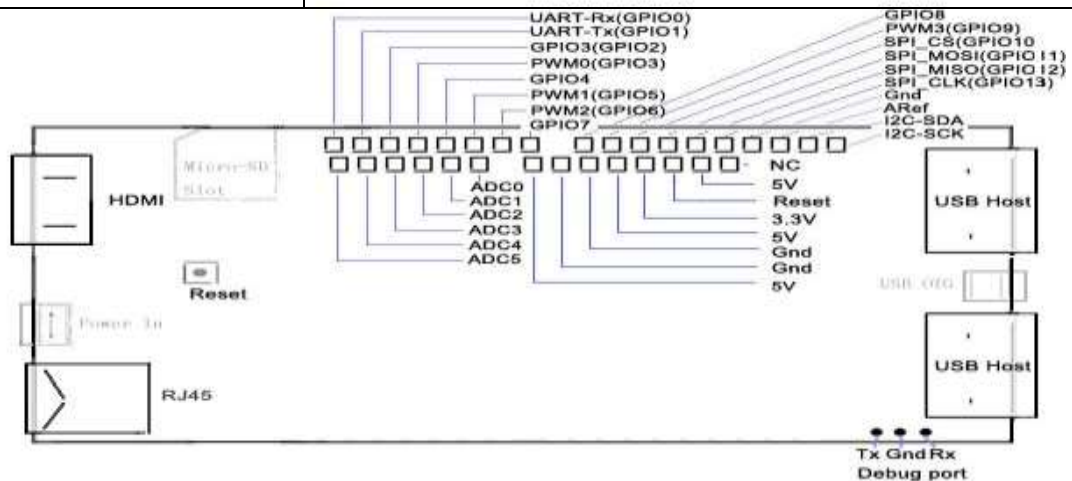 UART-Rx(GPIO0)
UART-Tx(GPIO1)
GPIO3(GPIO2)
PWM0(GPIO3)
GPIO4
PWM1(GPIO5)
PWM2(GPIO6)
GPIO7
GPIO8
PWM3(GPIO9)
SPI_CS(GPIO10
SPI_MOSI(GPIO11)
SPI_MISO(GPIO12)
SPI_CLK(GPIO13)
Gnd
ARef
I2C-SDA
I2C-SCK
Micro-SD
Slot
HDMI
ADC0
ADC1
ADC2
ADC3
ADC4
ADC5
NC
5V
Reset
3.3V
5V
Gnd
Gnd
5V
USB Host
Reset
USB OTG
Power In
USB Host
RJ45
Tx Gnd Rx
Debug port